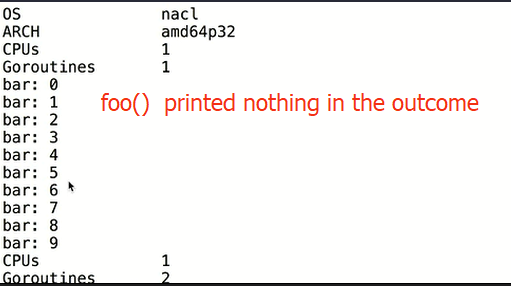 OS nacl
ARCH amd64p32
CPUs 1
Goroutines 1
bar: 0
bar: 1
foo() printed nothing in the outcome
bar: 2
bar: 3
bar: 4
bar: 5
bar: 6
bar: 7
bar: 8
bar: 9
CPUs 1
Goroutines 2